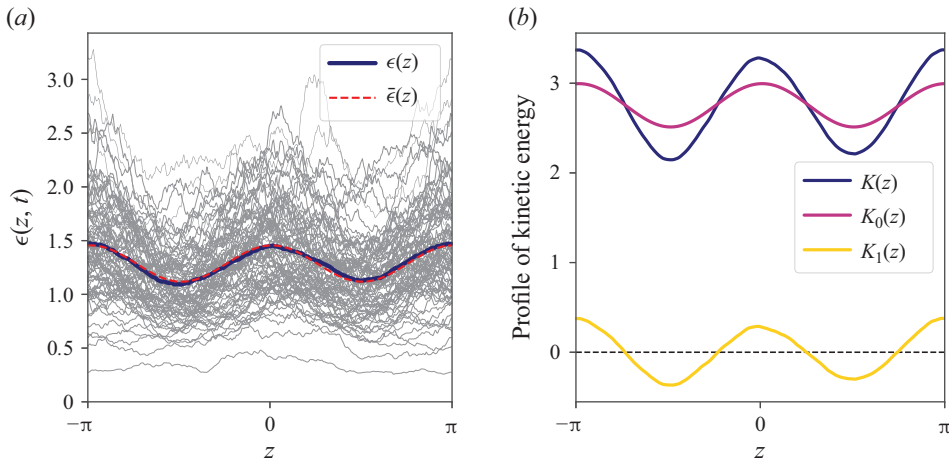 (a)
ϵ(z, t)
3.0
2.5
2.0
1.5
1.0
0.5
0
ϵ(z)
ϵ̄(z)
−π
0
π
z
(b)
Profile of kinetic energy
3
2
1
0
K(z)
K₀(z)
K₁(z)
−π
0
π
z